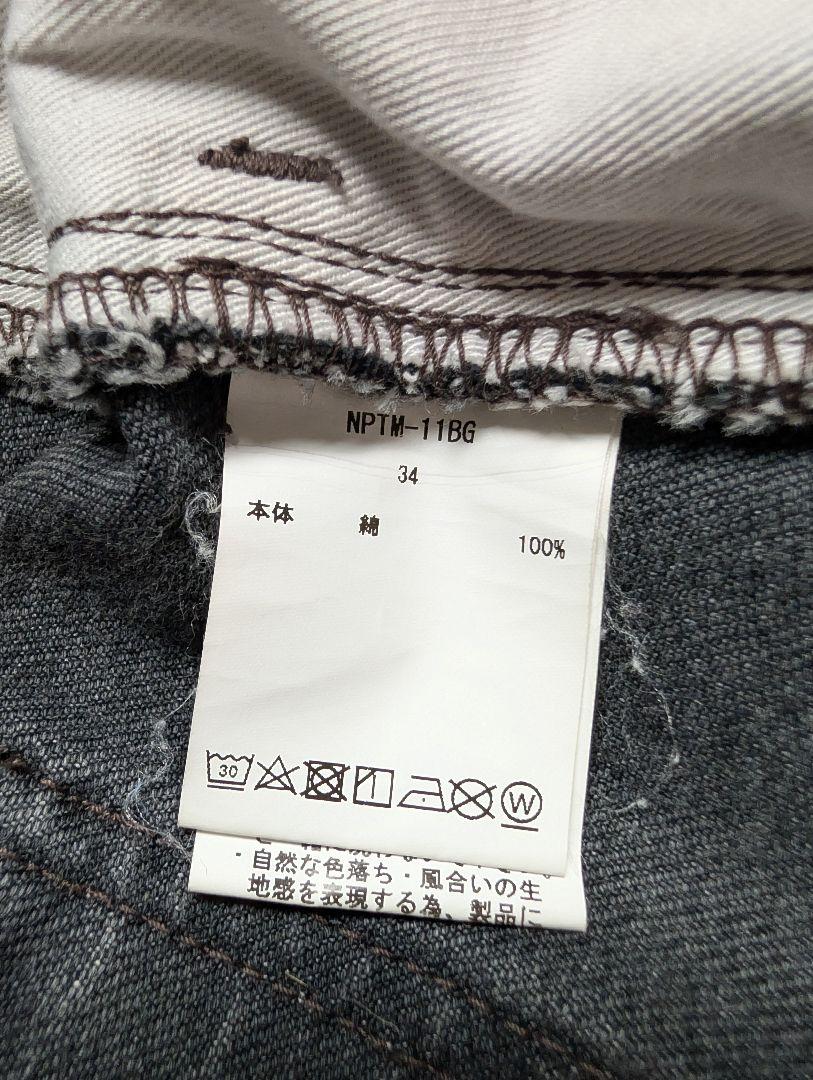 NPTM-11BG
34
本体 綿 100%
30 W
・自然な色落ち・風合いの生
地感を表現する為、製品に